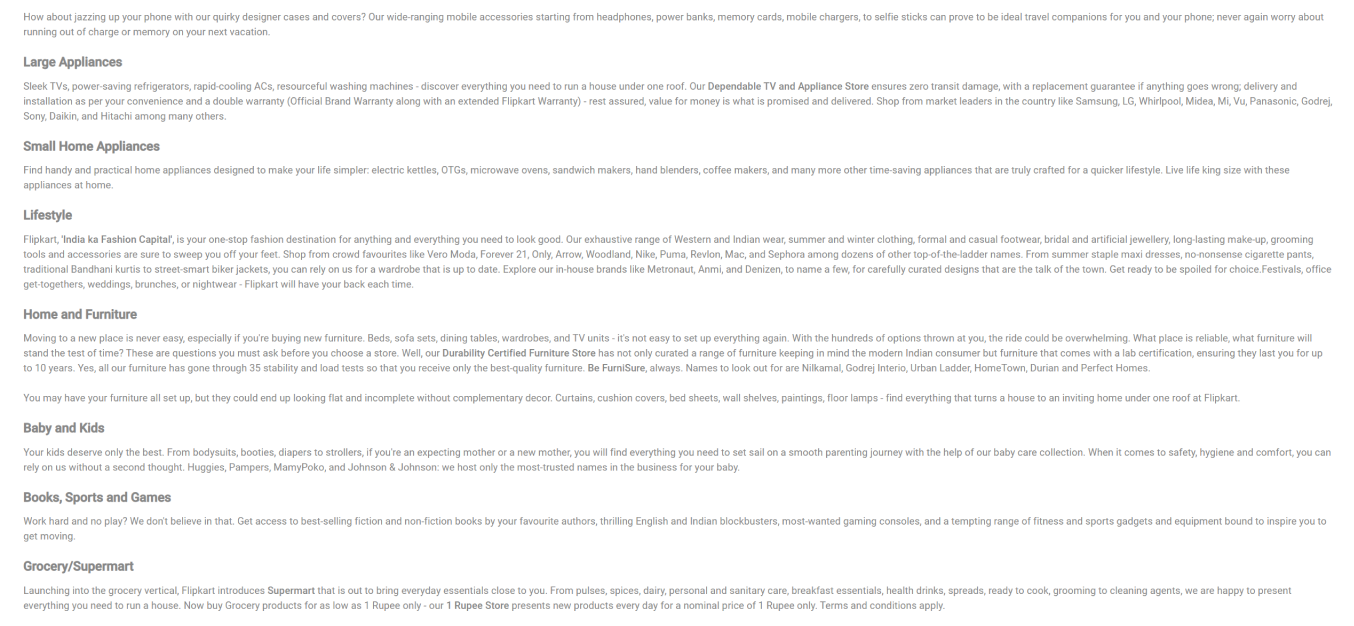 How about jazzing up your phone with our quirky designer cases and covers? Our wide-ranging mobile accessories starting from headphones, power banks, memory cards, mobile chargers, to selfie sticks can prove to be ideal travel companions for you and your phone; never again worry about
running out of charge or memory on your next vacation.
Large Appliances
Sleek TVs, power-saving refrigerators, rapid-cooling ACs, resourceful washing machines - discover everything you need to run a house under one roof. Our Dependable TV and Appliance Store ensures zero transit damage, with a replacement guarantee if anything goes wrong; delivery and
installation as per your convenience and a double warranty (Official Brand Warranty along with an extended Flipkart Warranty) - rest assured, value for money is what is promised and delivered. Shop from market leaders in the country like Samsung, LG, Whirlpool, Midea, Mi, Vu, Panasonic, Godrej,
Sony, Daikin, and Hitachi among many others.
Small Home Appliances
Find handy and practical home appliances designed to make your life simpler: electric kettles, OTGs, microwave ovens, sandwich makers, hand blenders, coffee makers, and many more other time-saving appliances that are truly crafted for a quicker lifestyle. Live life king size with these
appliances at home.
Lifestyle
Flipkart, 'India ka Fashion Capital', is your one-stop fashion destination for anything and everything you need to look good. Our exhaustive range of Western and Indian wear, summer and winter clothing, formal and casual footwear, bridal and artificial jewellery, long-lasting make-up, grooming
tools and accessories are sure to sweep you off your feet. Shop from crowd favourites like Vero Moda, Forever 21, Only, Arrow, Woodland, Nike, Puma, Revlon, Mac, and Sephora among dozens of other top-of-the-ladder names. From summer staple maxi dresses, no-nonsense cigarette pants,
traditional Bandhani kurtis to street-smart biker jackets, you can rely on us for a wardrobe that is up to date. Explore our in-house brands like Metronaut, Anmi, and Denizen, to name a few, for carefully curated designs that are the talk of the town. Get ready to be spoiled for choice.Festivals, office
get-togethers, weddings, brunches, or nightwear - Flipkart will have your back each time.
Home and Furniture
Moving to a new place is never easy, especially if you're buying new furniture. Beds, sofa sets, dining tables, wardrobes, and TV units - it's not easy to set up everything again. With the hundreds of options thrown at you, the ride could be overwhelming. What place is reliable, what furniture will
stand the test of time? These are questions you must ask before you choose a store. Well, our Durability Certified Furniture Store has not only curated a range of furniture keeping in mind the modern Indian consumer but furniture that comes with a lab certification, ensuring they last you for up
to 10 years. Yes, all our furniture has gone through 35 stability and load tests so that you receive only the best-quality furniture. Be FurniSure, always. Names to look out for are Nilkamal, Godrej Interio, Urban Ladder, HomeTown, Durian and Perfect Homes.
You may have your furniture all set up, but they could end up looking flat and incomplete without complementary decor. Curtains, cushion covers, bed sheets, wall shelves, paintings, floor lamps - find everything that turns a house to an inviting home under one roof at Flipkart.
Baby and Kids
Your kids deserve only the best. From bodysuits, booties, diapers to strollers, if you're an expecting mother or a new mother, you will find everything you need to set sail on a smooth parenting journey with the help of our baby care collection. When it comes to safety, hygiene and comfort, you can
rely on us without a second thought. Huggies, Pampers, MamyPoko, and Johnson & Johnson: we host only the most-trusted names in the business for your baby.
Books, Sports and Games
Work hard and no play? We don't believe in that. Get access to best-selling fiction and non-fiction books by your favourite authors, thrilling English and Indian blockbusters, most-wanted gaming consoles, and a tempting range of fitness and sports gadgets and equipment bound to inspire you to
get moving.
Grocery/Supermart
Launching into the grocery vertical, Flipkart introduces Supermart that is out to bring everyday essentials close to you. From pulses, spices, dairy, personal and sanitary care, breakfast essentials, health drinks, spreads, ready to cook, grooming to cleaning agents, we are happy to present
everything you need to run a house. Now buy Grocery products for as low as 1 Rupee only - our 1 Rupee Store presents new products every day for a nominal price of 1 Rupee only. Terms and conditions apply.